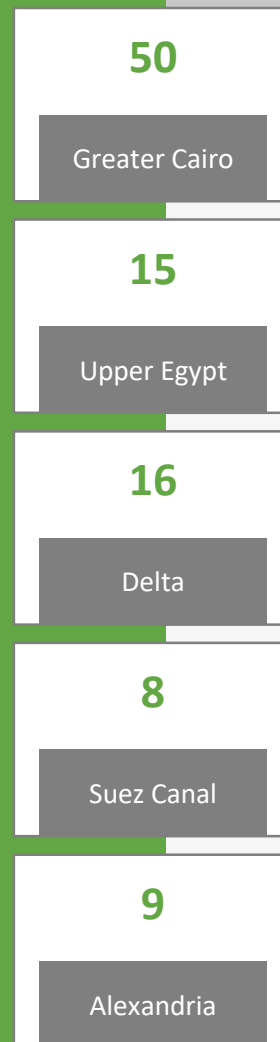 50
Greater Cairo
15
Upper Egypt
16
Delta
8
Suez Canal
9
Alexandria